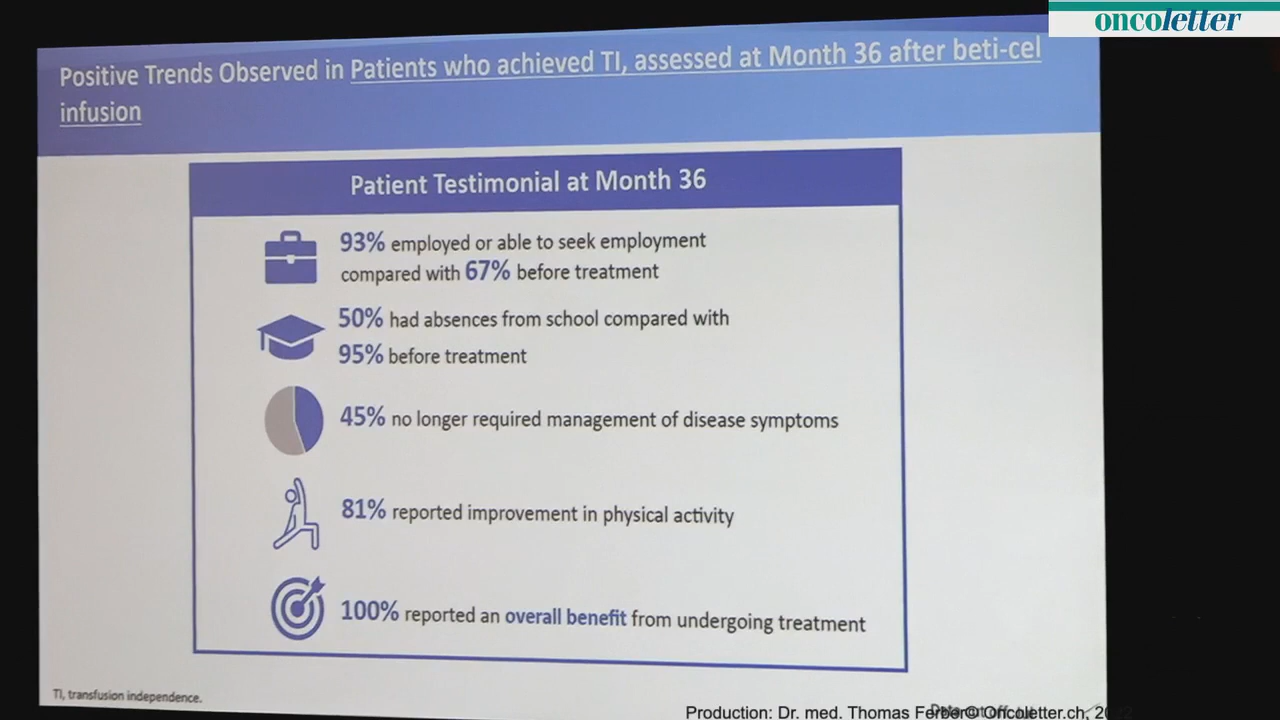 oncoletter
Positive Trends Observed in Patients who achieved TI, assessed at Month 36 after beti-cel
infusion
Patient Testimonial at Month 36
93% employed or able to seek employment
compared with 67% before treatment
50% had absences from school compared with
95% before treatment
45% no longer required management of disease symptoms
81% reported improvement in physical activity
100% reported an overall benefit from undergoing treatment
TI, transfusion independence.
Production: Dr. med. Thomas Ferber© Oncoletter.ch,